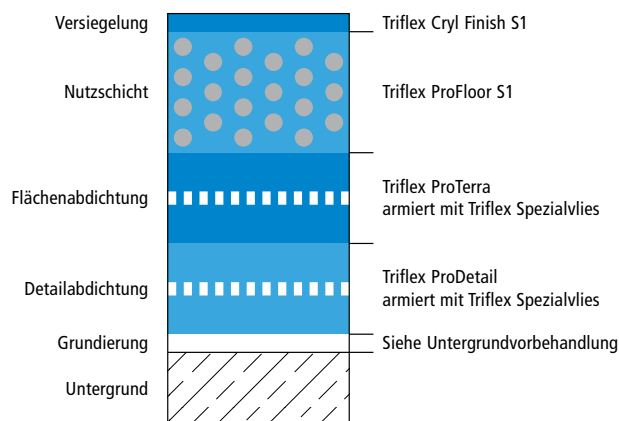 Versiegelung
Triflex Cryl Finish S1
Nutzschicht
Triflex ProFloor S1
Flächenabdichtung
Triflex ProTerra
armiert mit Triflex Spezialvlies
Detailabdichtung
Triflex ProDetail
armiert mit Triflex Spezialvlies
Grundierung
Siehe Untergrundvorbehandlung
Untergrund